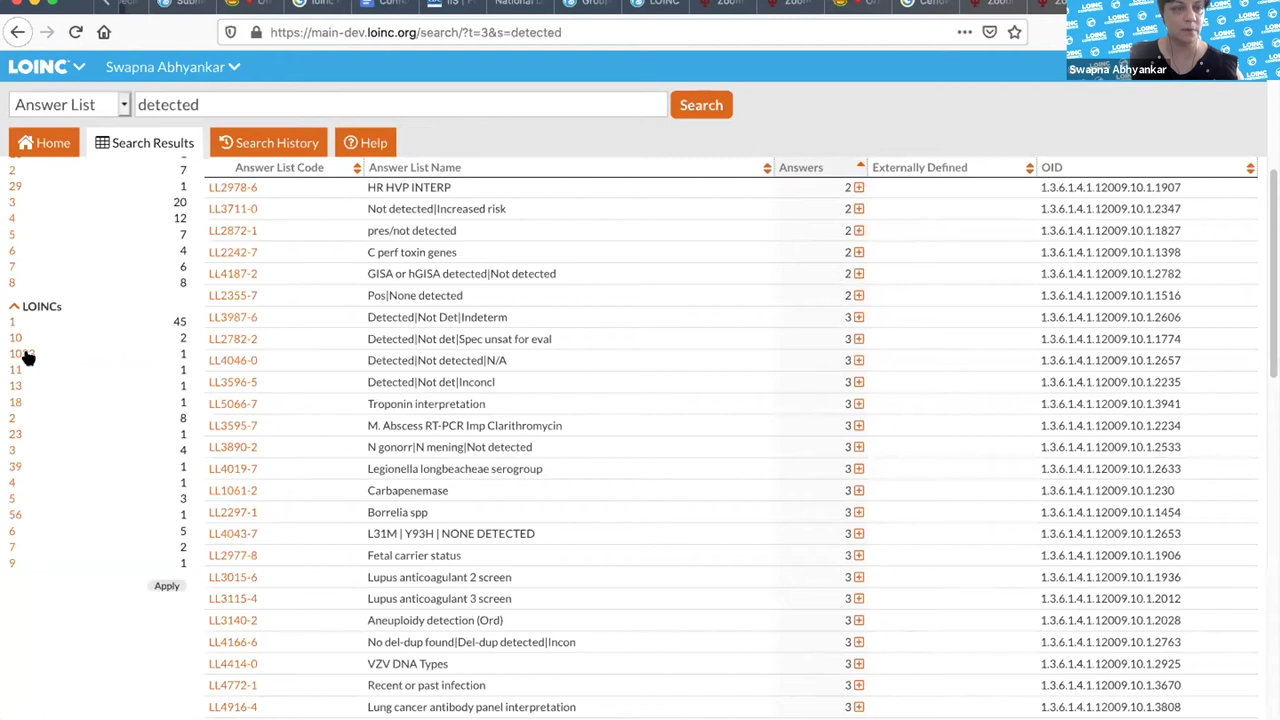 https://main-dev.loinc.org/search/?t=3&s=detected
LOINC Swapna Abhyankar
Swapna Abhyankar
Answer List detected Search
Home Search Results Search History Help
Answer List Code Answer List Name Answers Externally Defined OID
2 7
29 1
3 20
4 12
5 7
6 4
7 6
8 8
LOINCs
1 45
10 2
1
11 1
13 1
18 1
2 8
23 1
3 4
39 1
4 1
5 3
56 1
6 5
7 2
9 1
Apply
LL2978-6 HR HVP INTERP 2 1.3.6.1.4.1.12009.10.1.1907
LL3711-0 Not detected|Increased risk 2 1.3.6.1.4.1.12009.10.1.2347
LL2872-1 pres/not detected 2 1.3.6.1.4.1.12009.10.1.1827
LL2242-7 C perf toxin genes 2 1.3.6.1.4.1.12009.10.1.1398
LL4187-2 GISA or hGISA detected|Not detected 2 1.3.6.1.4.1.12009.10.1.2782
LL2355-7 Pos|None detected 2 1.3.6.1.4.1.12009.10.1.1516
LL3987-6 Detected|Not Det|Indeterm 3 1.3.6.1.4.1.12009.10.1.2606
LL2782-2 Detected|Not det|Spec unsat for eval 3 1.3.6.1.4.1.12009.10.1.1774
LL4046-0 Detected|Not detected|N/A 3 1.3.6.1.4.1.12009.10.1.2657
LL3596-5 Detected|Not det|Inconcl 3 1.3.6.1.4.1.12009.10.1.2235
LL5066-7 Troponin interpretation 3 1.3.6.1.4.1.12009.10.1.3941
LL3595-7 M. Abscess RT-PCR Imp Clarithromycin 3 1.3.6.1.4.1.12009.10.1.2234
LL3890-2 N gonorr|N mening|Not detected 3 1.3.6.1.4.1.12009.10.1.2533
LL4019-7 Legionella longbeacheae serogroup 3 1.3.6.1.4.1.12009.10.1.2633
LL1061-2 Carbapenemase 3 1.3.6.1.4.1.12009.10.1.230
LL2297-1 Borrelia spp 3 1.3.6.1.4.1.12009.10.1.1454
LL4043-7 L31M | Y93H | NONE DETECTED 3 1.3.6.1.4.1.12009.10.1.2653
LL2977-8 Fetal carrier status 3 1.3.6.1.4.1.12009.10.1.1906
LL3015-6 Lupus anticoagulant 2 screen 3 1.3.6.1.4.1.12009.10.1.1936
LL3115-4 Lupus anticoagulant 3 screen 3 1.3.6.1.4.1.12009.10.1.2012
LL3140-2 Aneuploidy detection (Ord) 3 1.3.6.1.4.1.12009.10.1.2028
LL4166-6 No del-dup found|Del-dup detected|Incon 3 1.3.6.1.4.1.12009.10.1.2763
LL4414-0 VZV DNA Types 3 1.3.6.1.4.1.12009.10.1.2925
LL4772-1 Recent or past infection 3 1.3.6.1.4.1.12009.10.1.3670
LL4916-4 Lung cancer antibody panel interpretation 3 1.3.6.1.4.1.12009.10.1.3808